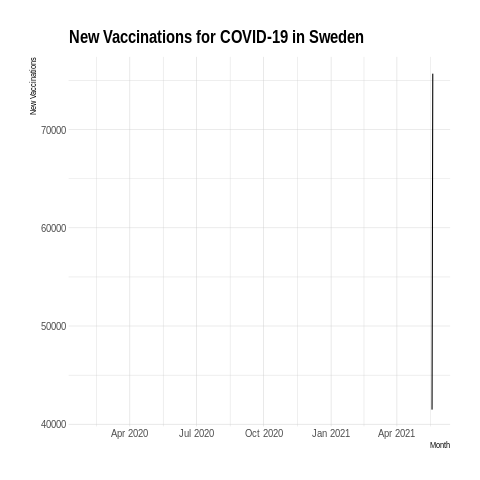 New Vaccinations for COVID-19 in Sweden
New Vaccinations
70000
60000
50000
40000
Apr 2020 Jul 2020 Oct 2020 Jan 2021 Apr 2021
Month